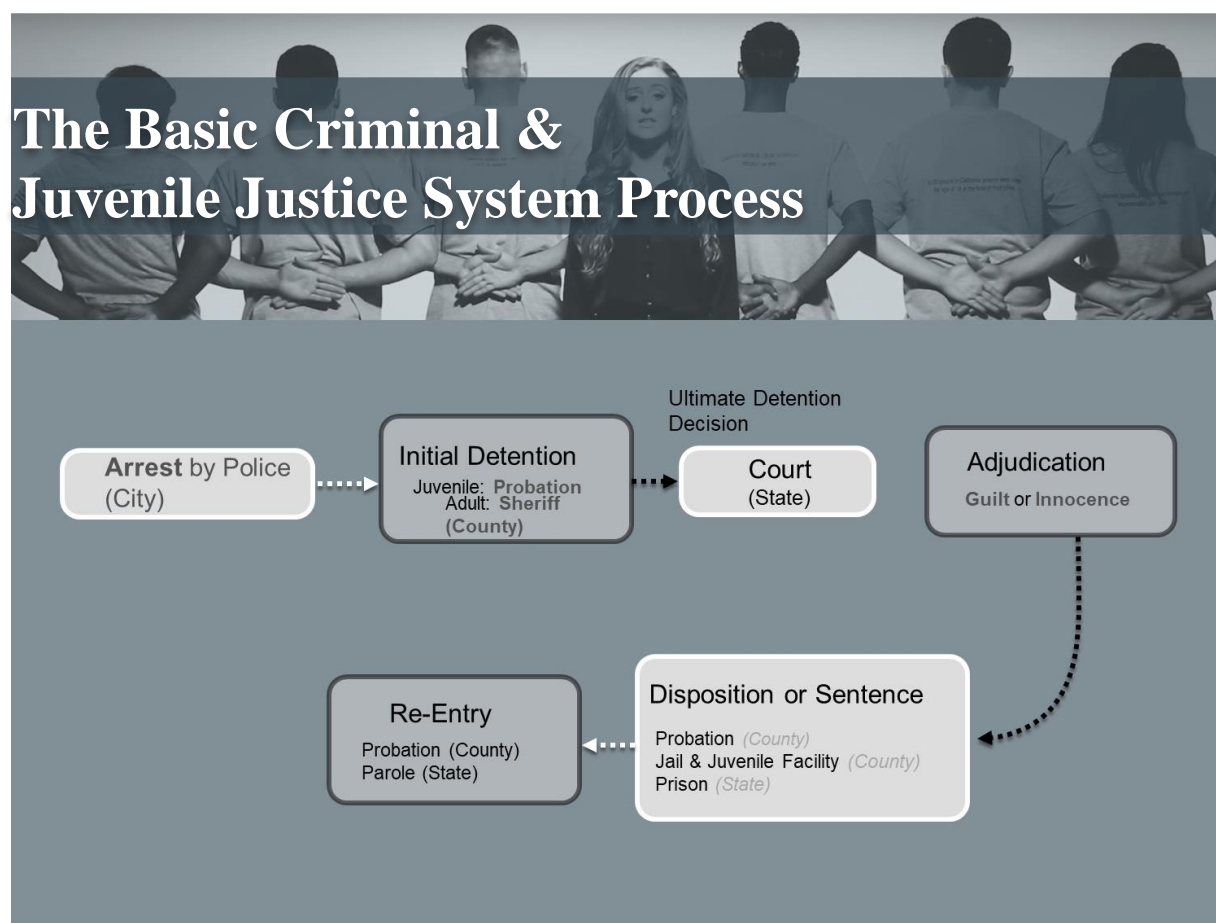 The Basic Criminal &
Juvenile Justice System Process
Arrest by Police
(City)
Initial Detention
Juvenile: Probation
Adult: Sheriff
(County)
Ultimate Detention
Decision
Court
(State)
Adjudication
Guilt or Innocence
Disposition or Sentence
Probation (County)
Jail & Juvenile Facility (County)
Prison (State)
Re-Entry
Probation (County)
Parole (State)